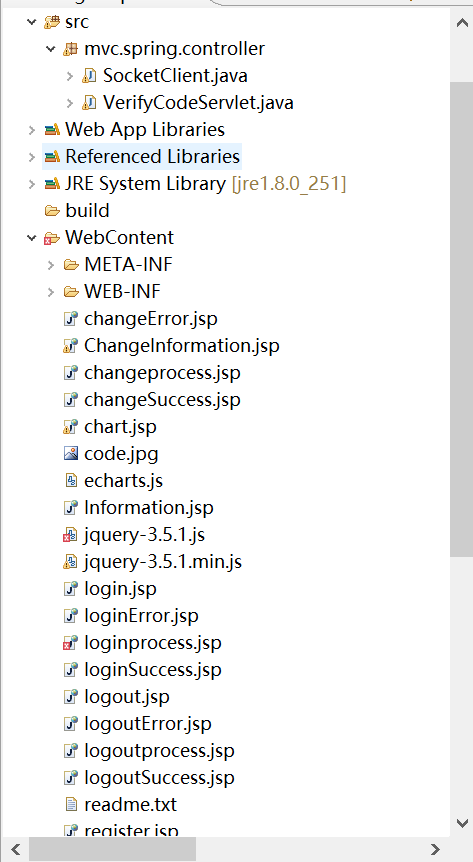 src
mvc.spring.controller
SocketClient.java
VerifyCodeServlet.java
Web App Libraries
Referenced Libraries
JRE System Library [jre1.8.0_251]
build
WebContent
META-INF
WEB-INF
changeError.jsp
ChangeInformation.jsp
changeprocess.jsp
changeSuccess.jsp
chart.jsp
code.jpg
echarts.js
Information.jsp
jquery-3.5.1.js
jquery-3.5.1.min.js
login.jsp
loginError.jsp
loginprocess.jsp
loginSuccess.jsp
logout.jsp
logoutError.jsp
logoutprocess.jsp
logoutSuccess.jsp
readme.txt
register.jsp